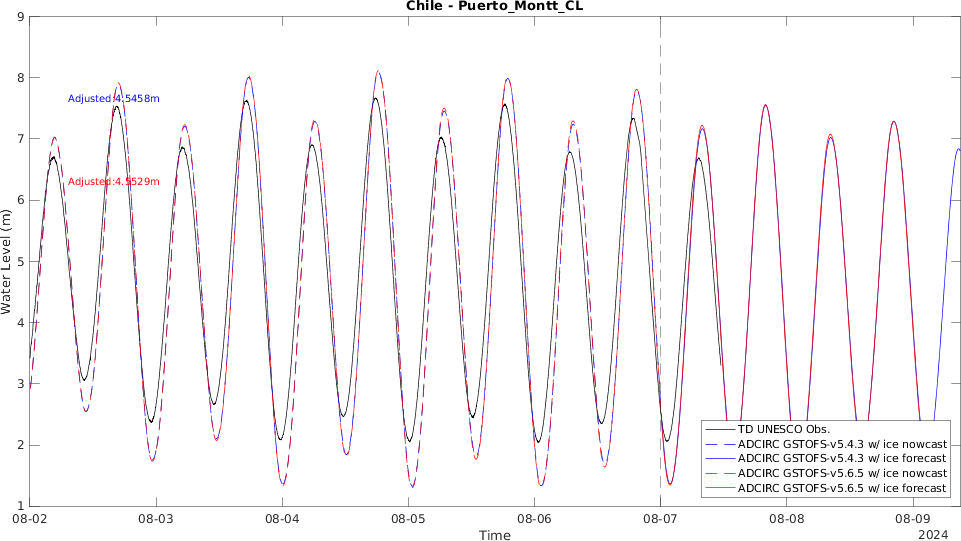 Chile - Puerto_Montt_CL
Water Level (m)
9
8
7
6
5
4
3
2
1
Adjusted:4.5458m
Adjusted:4.5529m
TD UNESCO Obs.
ADCIRC GSTOFS-v5.4.3 w/ ice nowcast
ADCIRC GSTOFS-v5.4.3 w/ ice forecast
ADCIRC GSTOFS-v5.6.5 w/ ice nowcast
ADCIRC GSTOFS-v5.6.5 w/ ice forecast
08-02 08-03 08-04 08-05 08-06 08-07 08-08 08-09
Time
2024